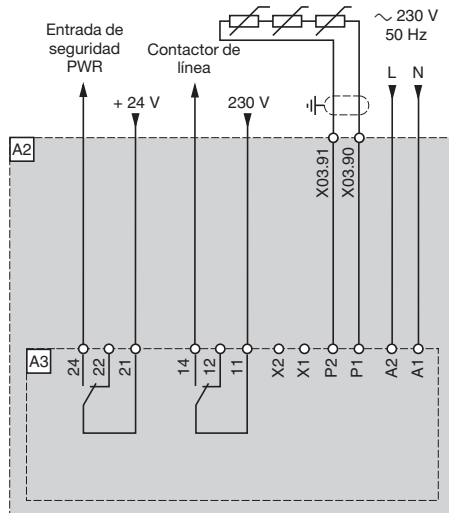 Entrada de
seguridad
PWR
Contactor de
línea
∼ 230 V
50 Hz
+ 24 V
230 V
L
N
A2
X03.91
X03.90
A3
24
22
21
14
12
11
X2
X1
P2
P1
A2
A1